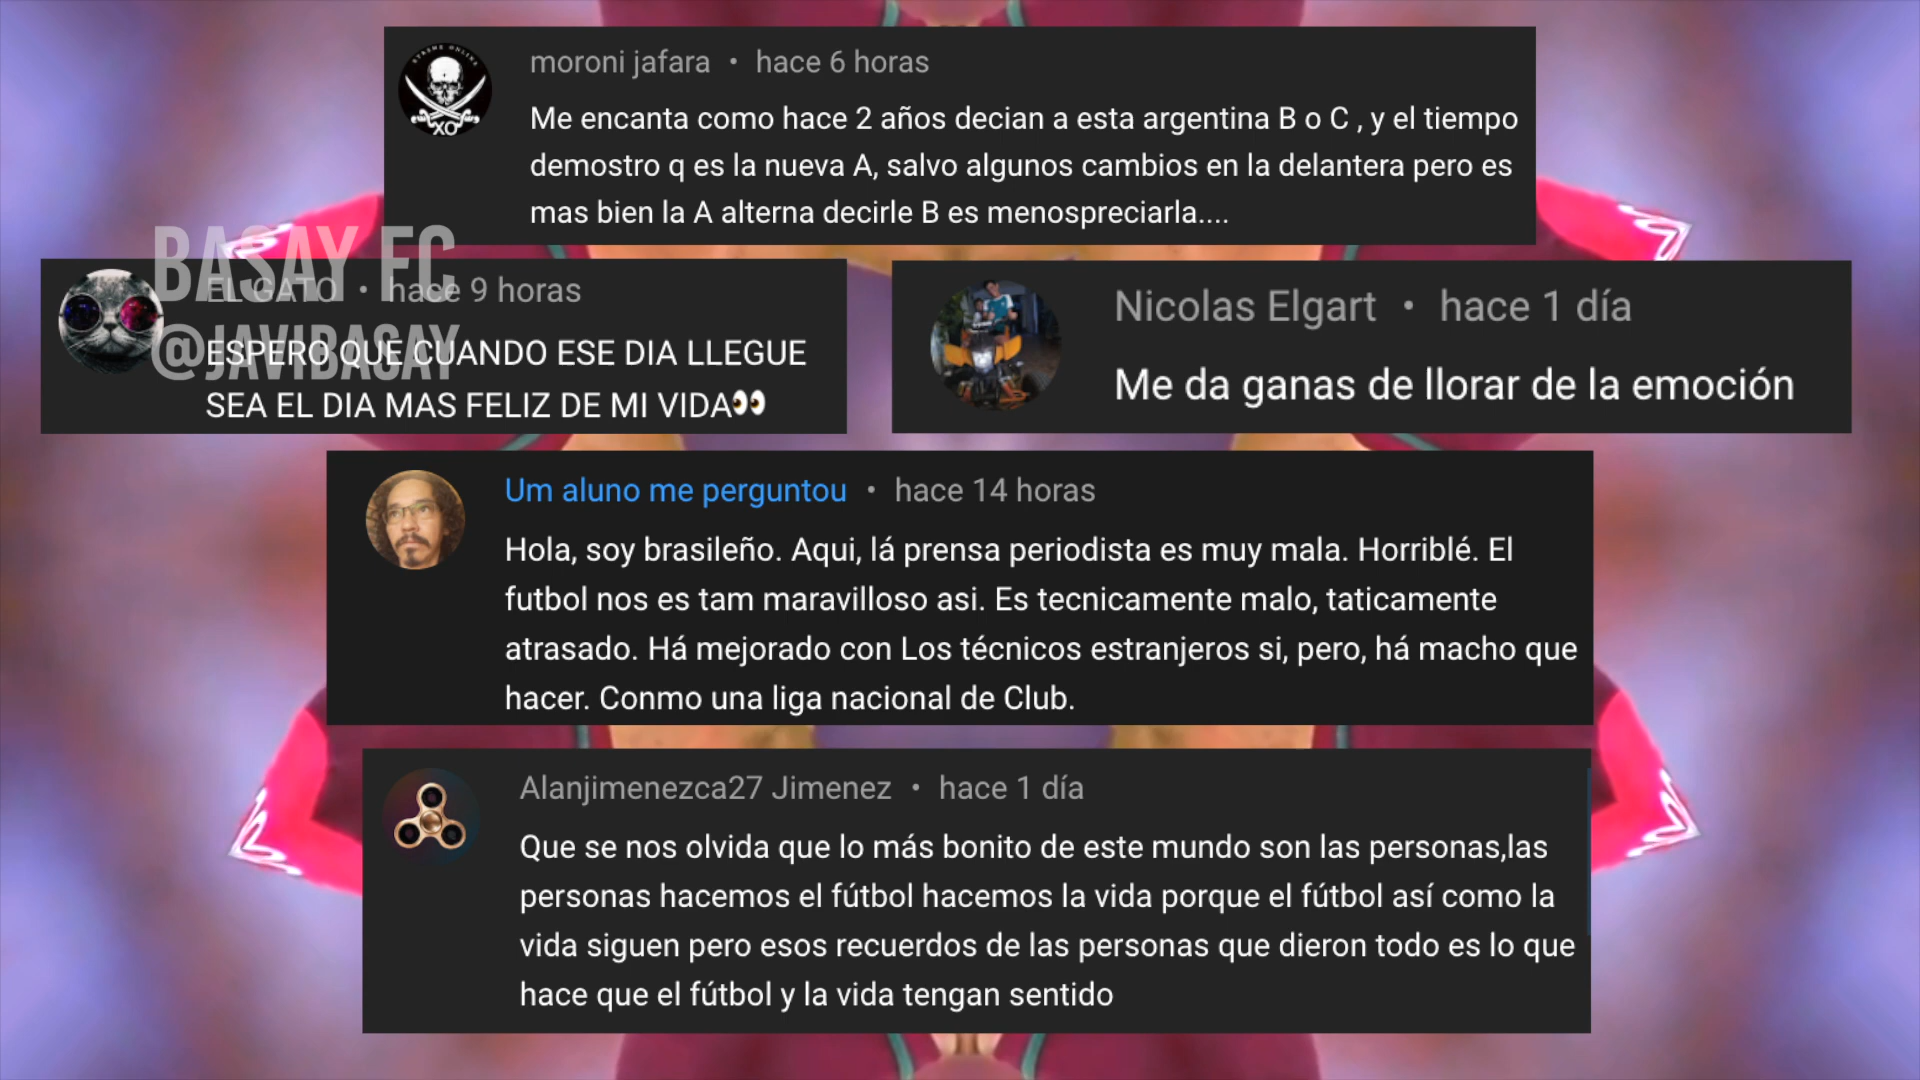 moroni jafara • hace 6 horas
Me encanta como hace 2 años decian a esta argentina B o C , y el tiempo
demostro q es la nueva A, salvo algunos cambios en la delantera pero es
mas bien la A alterna decirle B es menospreciarla....
XO
BASAY FC
@JAVIBASAY
EL GATO • hace 9 horas
ESPERO QUE CUANDO ESE DIA LLEGUE
SEA EL DIA MAS FELIZ DE MI VIDA👀
Nicolas Elgart • hace 1 día
Me da ganas de llorar de la emoción
Um aluno me perguntou • hace 14 horas
Hola, soy brasileño. Aqui, lá prensa periodista es muy mala. Horriblé. El
futbol nos es tam maravilloso asi. Es tecnicamente malo, taticamente
atrasado. Há mejorado con Los técnicos estranjeros si, pero, há macho que
hacer. Conmo una liga nacional de Club.
Alanjimenezca27 Jimenez • hace 1 día
Que se nos olvida que lo más bonito de este mundo son las personas,las
personas hacemos el fútbol hacemos la vida porque el fútbol así como la
vida siguen pero esos recuerdos de las personas que dieron todo es lo que
hace que el fútbol y la vida tengan sentido